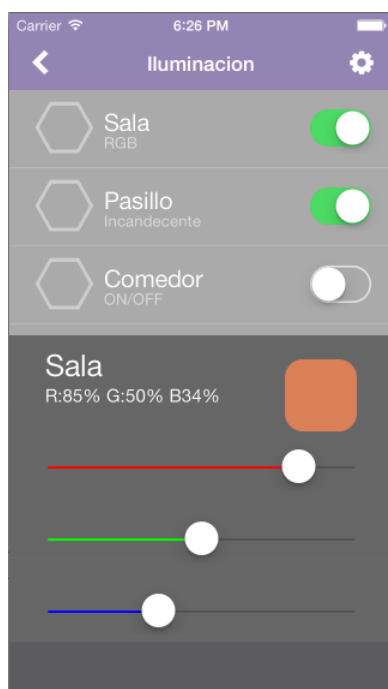 Carrier 6:26 PM
Iluminacion
Sala
RGB
Pasillo
Incandecente
Comedor
ON/OFF
Sala
R:85% G:50% B34%